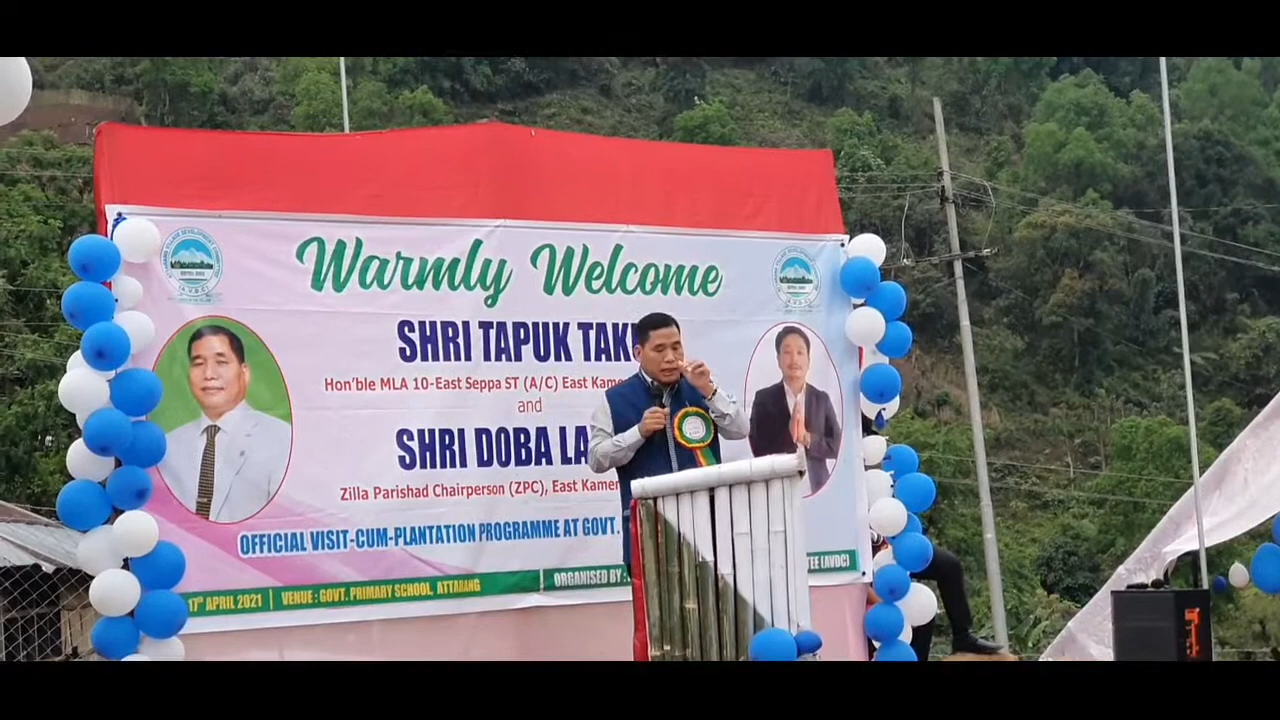 Warmly Welcome
SHRI TAPUK TAK
Hon'ble MLA 10-East Seppa ST (A/C) East Kame
and
SHRI DOBA LA
Zilla Parishad Chairperson (ZPC), East Kamen
OFFICIAL VISIT-CUM-PLANTATION PROGRAMME AT GOVT.
17th APRIL 2021 | VENUE : GOVT. PRIMARY SCHOOL, ATTARANG | ORGANISED BY : TEE (AVDC)